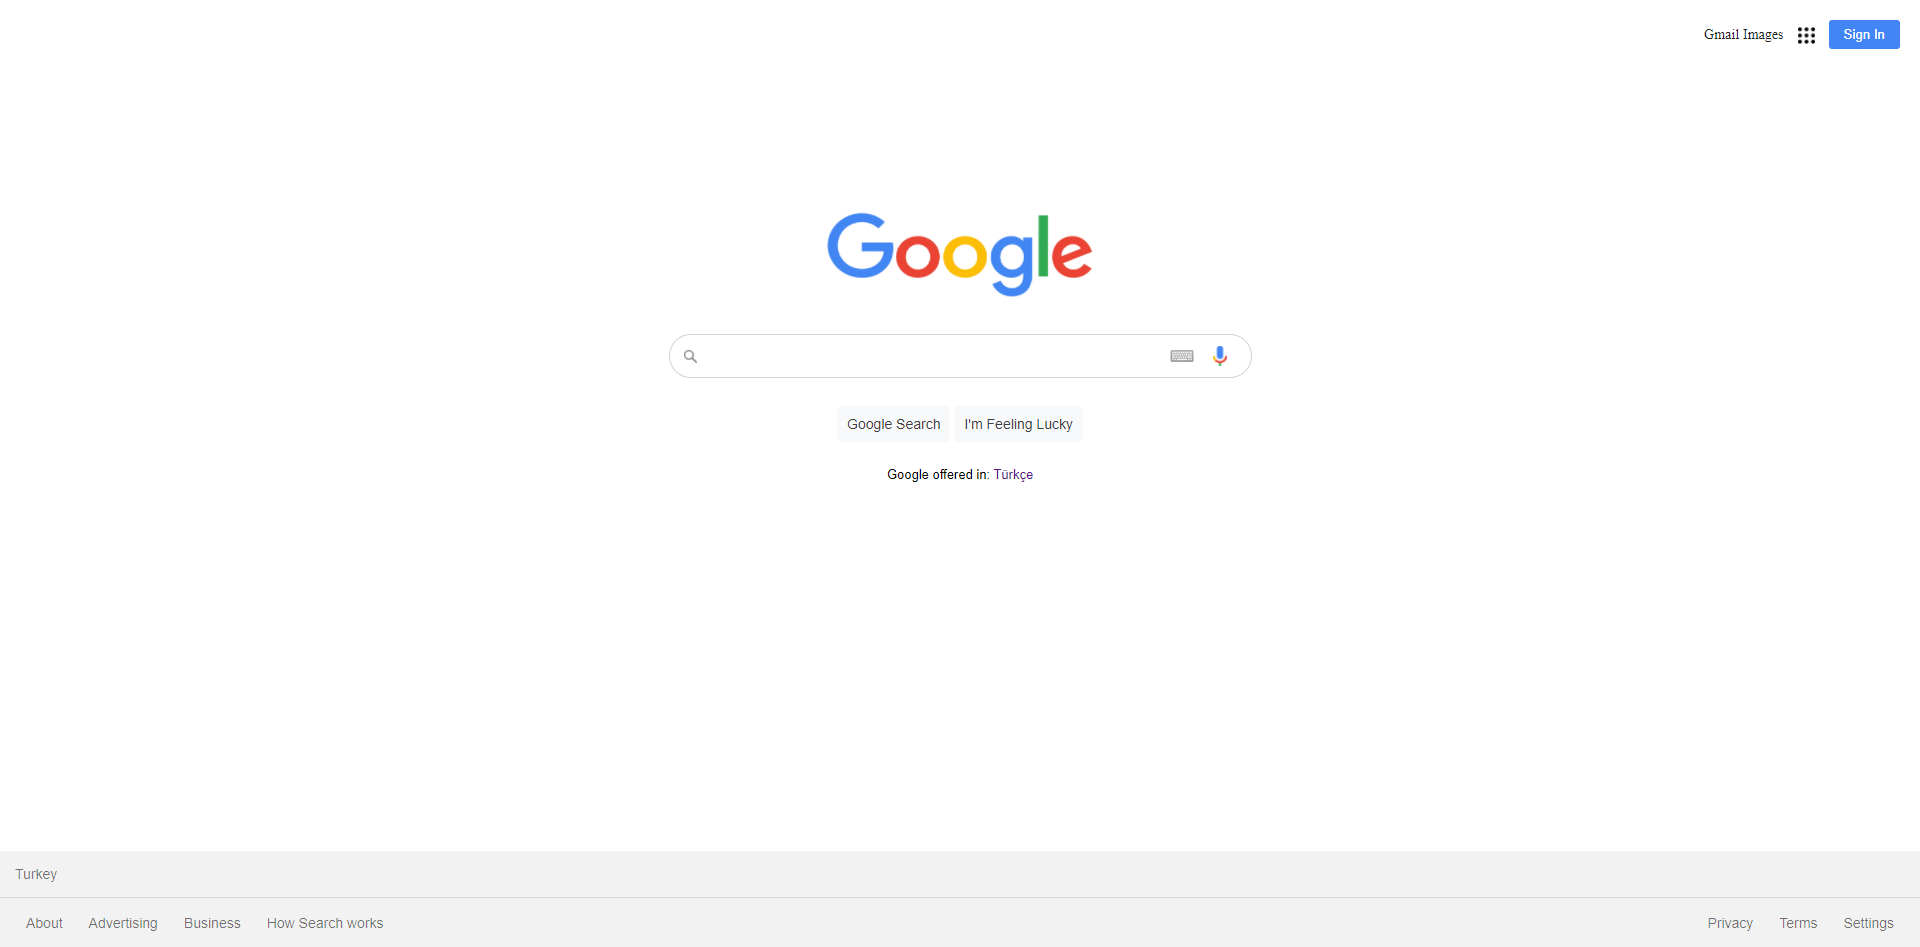 Gmail Images
Sign In
Google
Google Search
I'm Feeling Lucky
Google offered in: Türkçe
Turkey
About
Advertising
Business
How Search works
Privacy
Terms
Settings